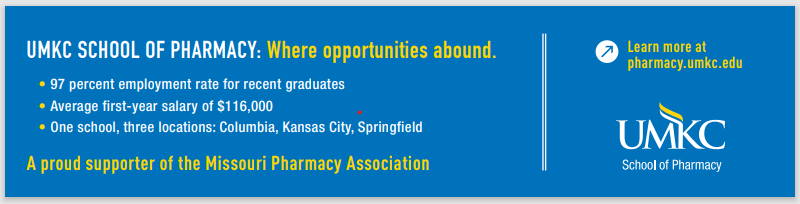 UMKC SCHOOL OF PHARMACY: Where opportunities abound.
• 97 percent employment rate for recent graduates
• Average first-year salary of $116,000
• One school, three locations: Columbia, Kansas City, Springfield
A proud supporter of the Missouri Pharmacy Association
Learn more at
pharmacy.umkc.edu
UMKC
School of Pharmacy